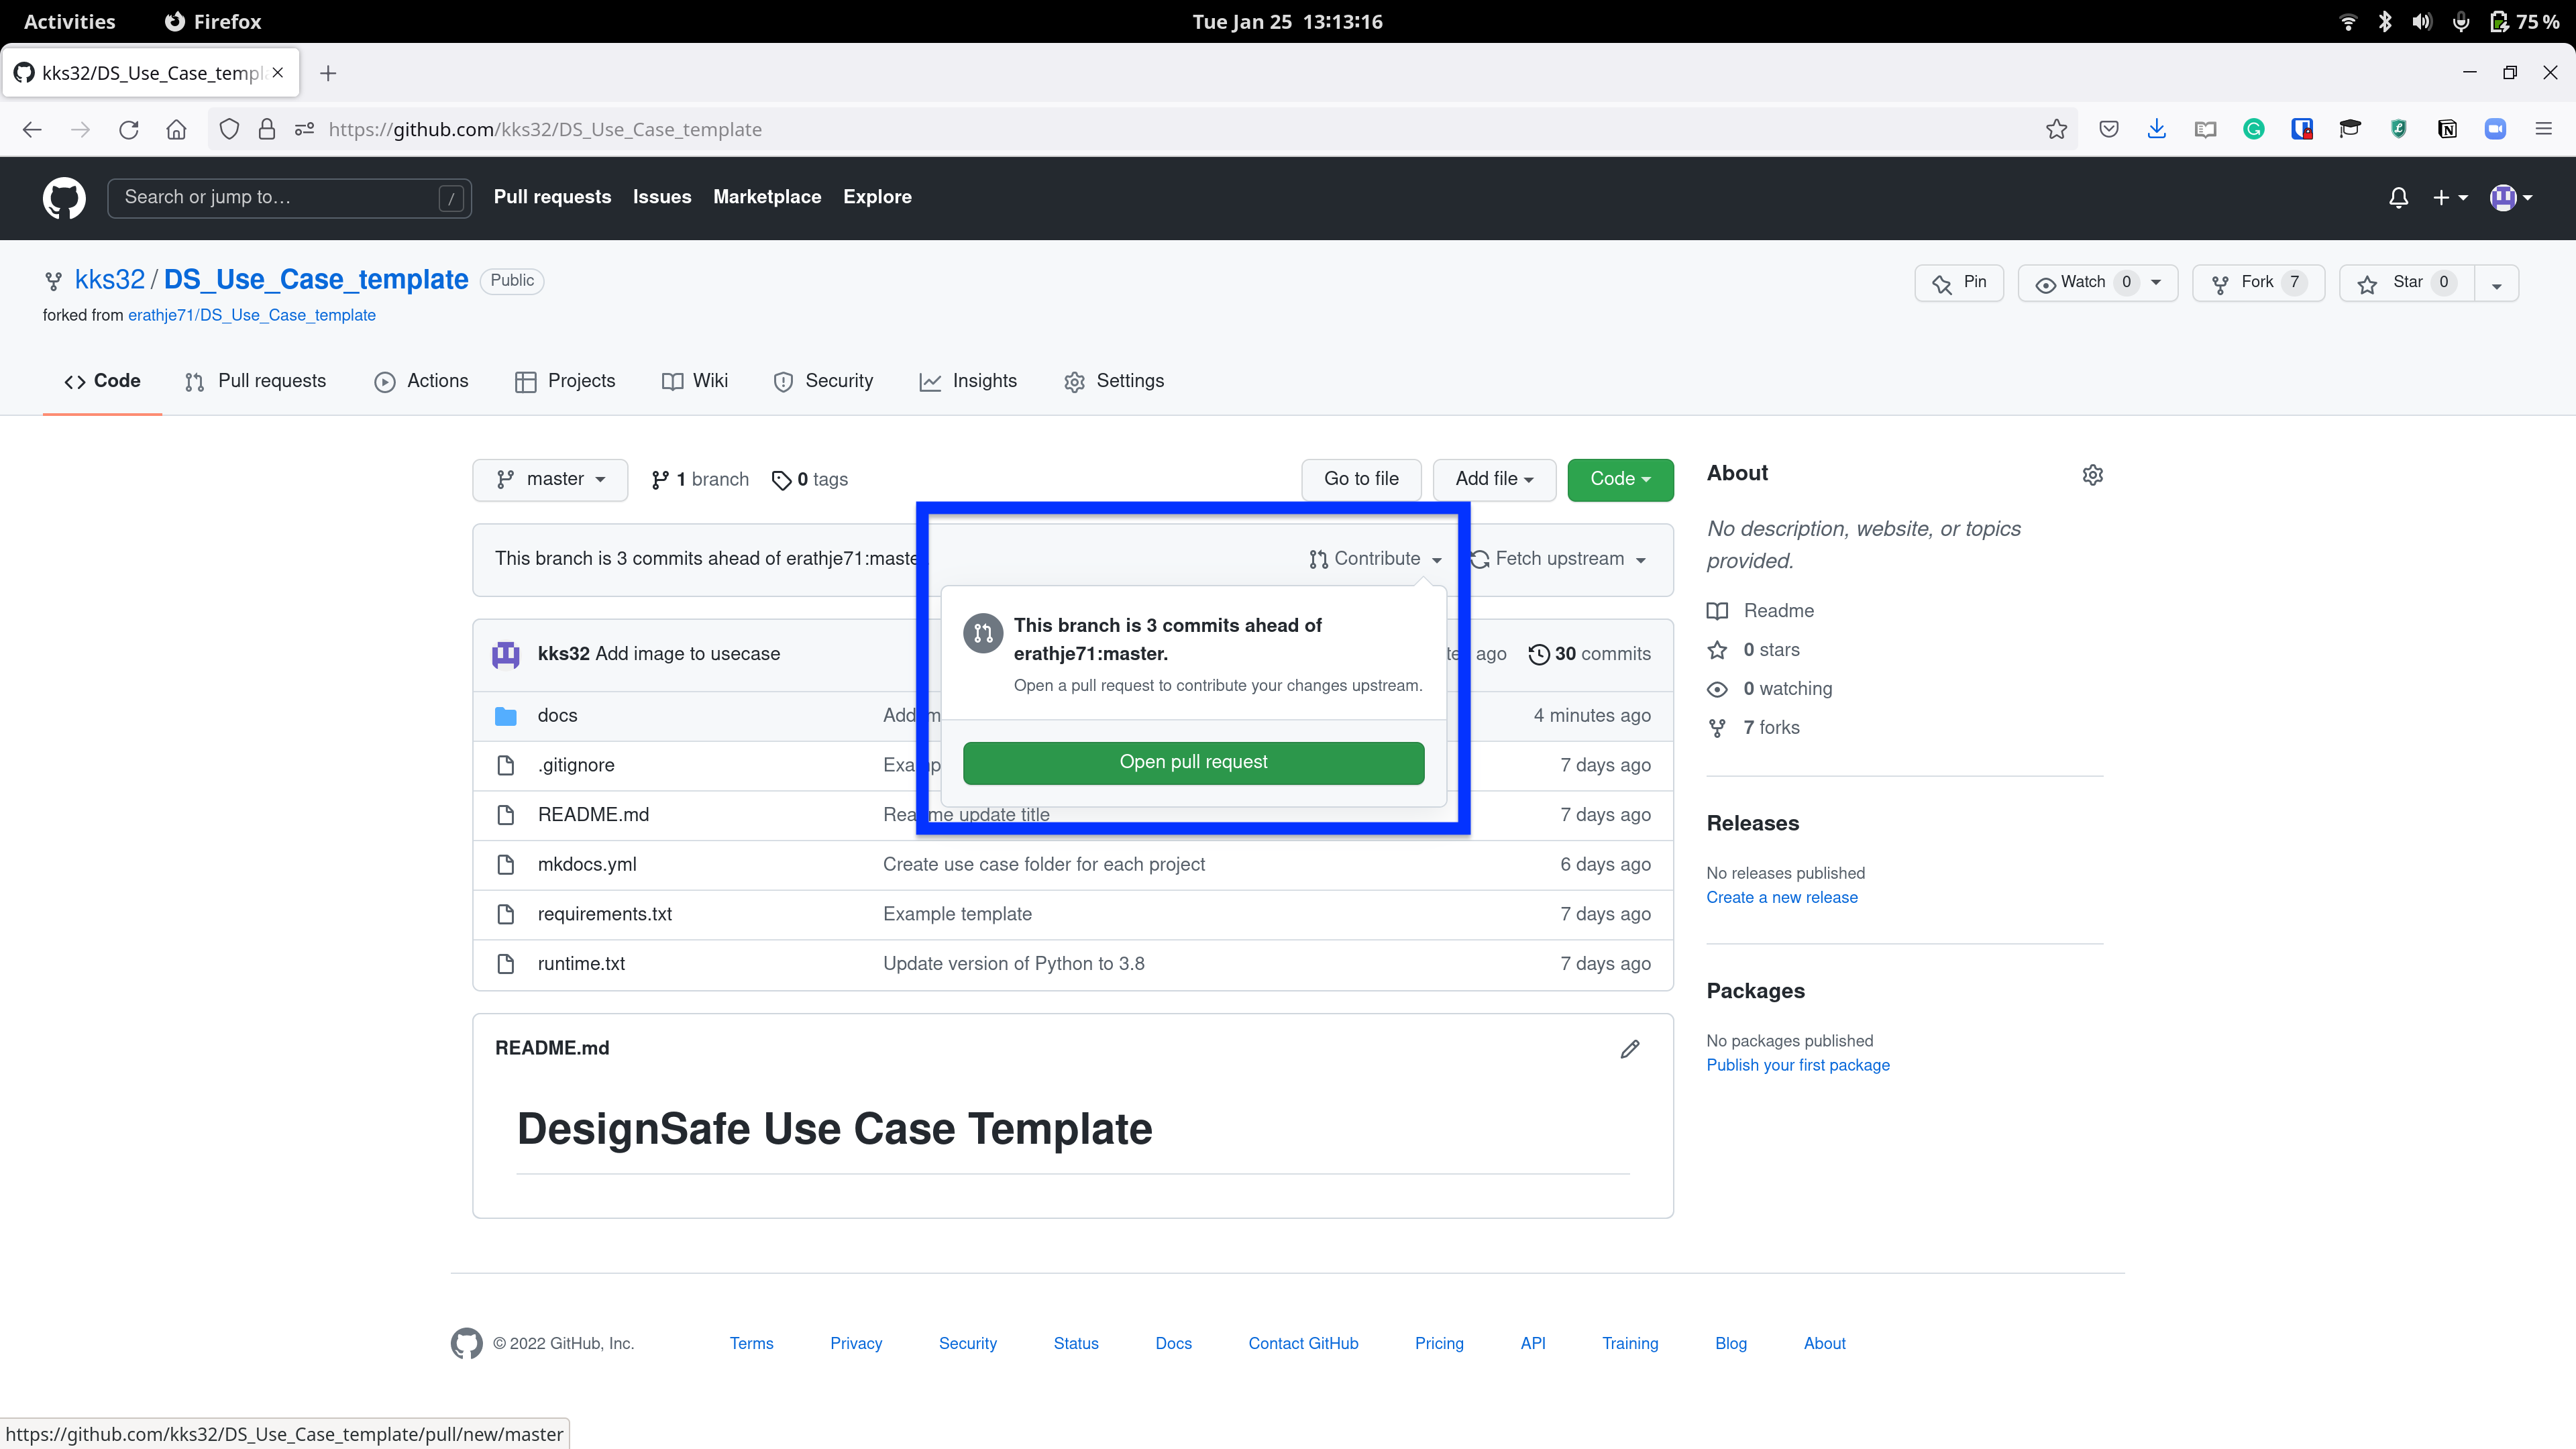 Activities Firefox Tue Jan 25 13:13:16 75 %
kks32/DS_Use_Case_templ
https://github.com/kks32/DS_Use_Case_template
Search or jump to… / Pull requests Issues Marketplace Explore
kks32 / DS_Use_Case_template Public Pin Watch 0 Fork 7 Star 0
forked from erathje71/DS_Use_Case_template
Code Pull requests Actions Projects Wiki Security Insights Settings
master 1 branch 0 tags Go to file Add file Code
This branch is 3 commits ahead of erathje71:maste Contribute Fetch upstream
This branch is 3 commits ahead of
erathje71:master.
Open a pull request to contribute your changes upstream.
Open pull request
kks32 Add image to usecase ago 30 commits
docs Add 4 minutes ago
.gitignore 7 days ago
README.md Readme update title 7 days ago
mkdocs.yml Create use case folder for each project 6 days ago
requirements.txt Example template 7 days ago
runtime.txt Update version of Python to 3.8 7 days ago
README.md
DesignSafe Use Case Template
About
No description, website, or topics
provided.
Readme
0 stars
0 watching
7 forks
Releases
No releases published
Create a new release
Packages
No packages published
Publish your first package
© 2022 GitHub, Inc. Terms Privacy Security Status Docs Contact GitHub Pricing API Training Blog About
https://github.com/kks32/DS_Use_Case_template/pull/new/master